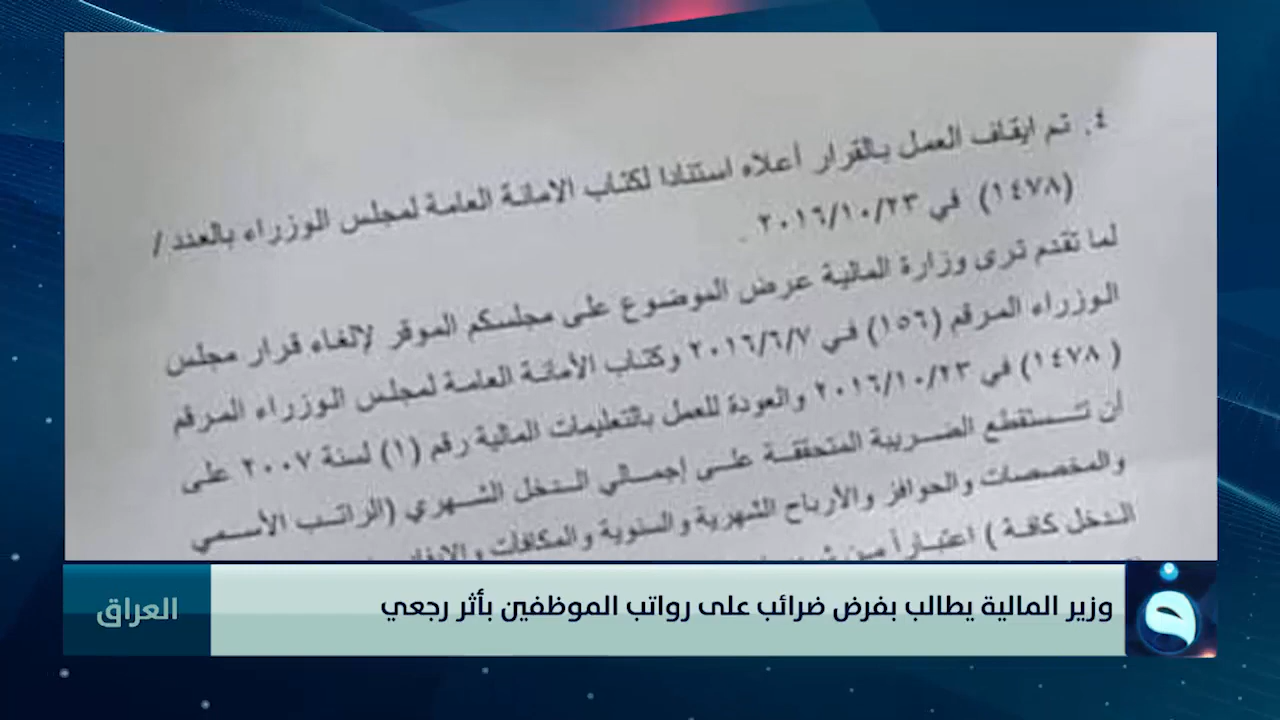 ٤. تم ايقاف العمل بالقرار أعلاه استنادا لكتاب الامانة العامة لمجلس الوزراء بالعدد /
(١٤٧٨) في ٢٠١٦/١٠/٢٣ .
لما تقدم ترى وزارة المالية عرض الموضوع على مجلسكم الموقر لإلغاء قرار مجلس
الوزراء المرقم (١٥٦) في ٢٠١٦/٦/٧ وكتاب الأمانة العامة لمجلس الوزراء المرقم
(١٤٧٨) في ٢٠١٦/١٠/٢٣ والعودة للعمل بالتعليمات المالية رقم (١) لسنة ٢٠٠٧ على
أن تستقطع الضريبة المتحققة على إجمالي الدخل الشهري (الراتب الأسمي
والمخصصات والحوافز والأرباح الشهرية والسنوية والمكافات
الدخل كافة ) اعتباراً من
وزير المالية يطالب بفرض ضرائب على رواتب الموظفين بأثر رجعي
العراق